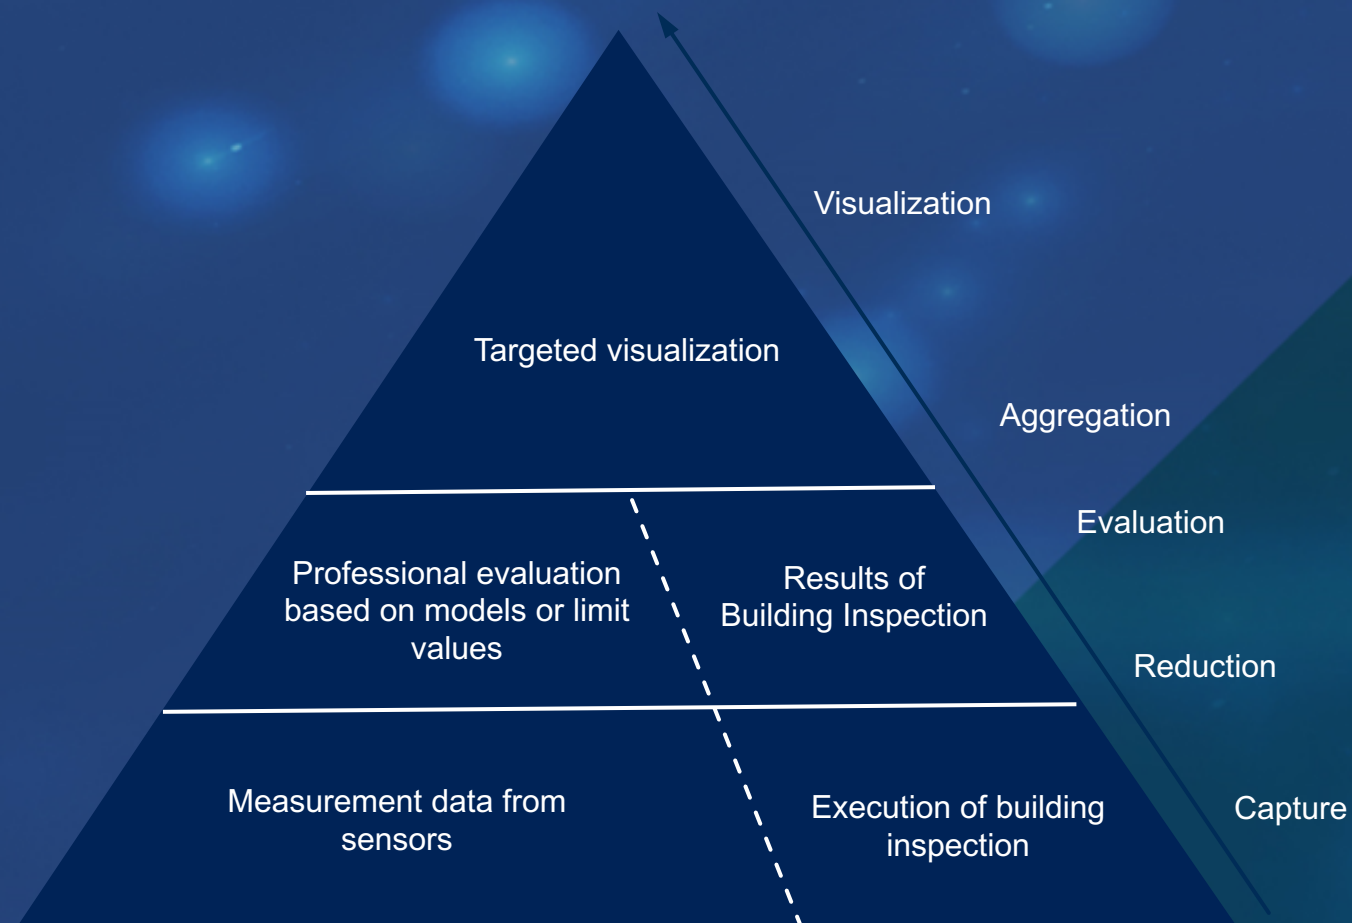 Visualization
Targeted visualization
Aggregation
Evaluation
Professional evaluation
based on models or limit
values
Results of
Building Inspection
Reduction
Measurement data from
sensors
Execution of building
inspection
Capture